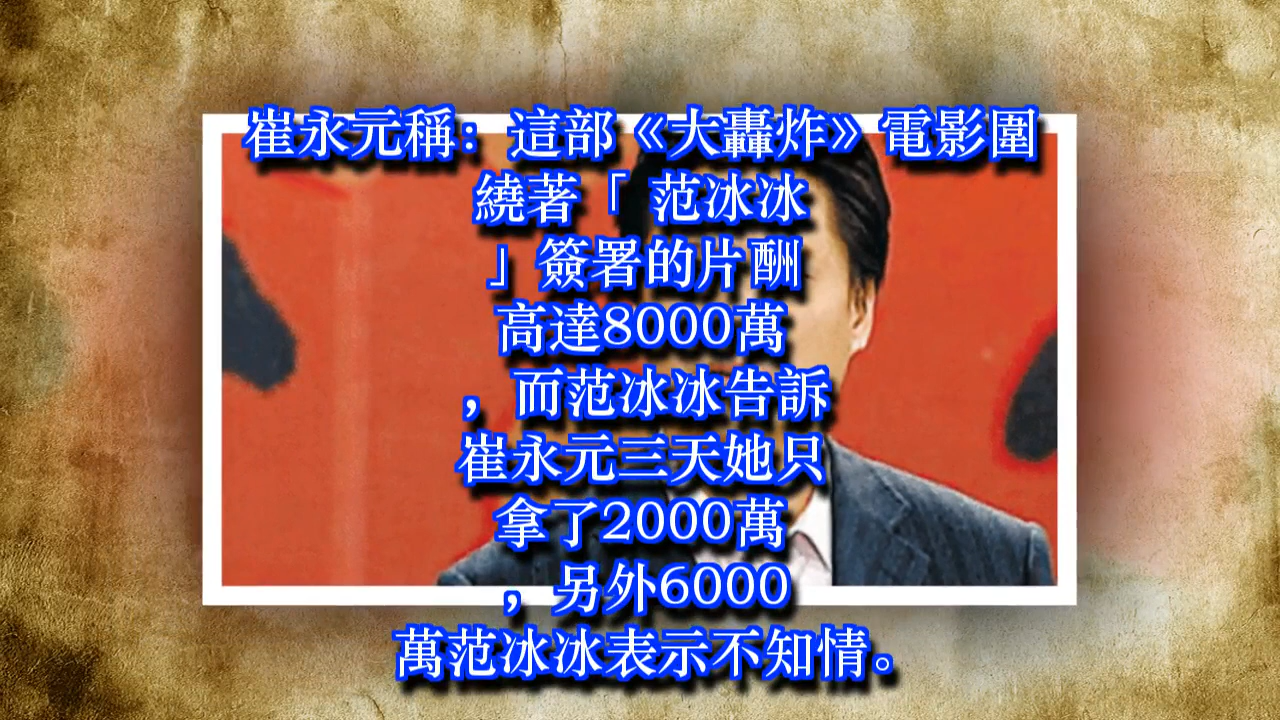 崔永元稱：這部《大轟炸》電影圍
繞著「 范冰冰
」簽署的片酬
高達8000萬
，而范冰冰告訴
崔永元三天她只
拿了2000萬
，另外6000
萬范冰冰表示不知情。